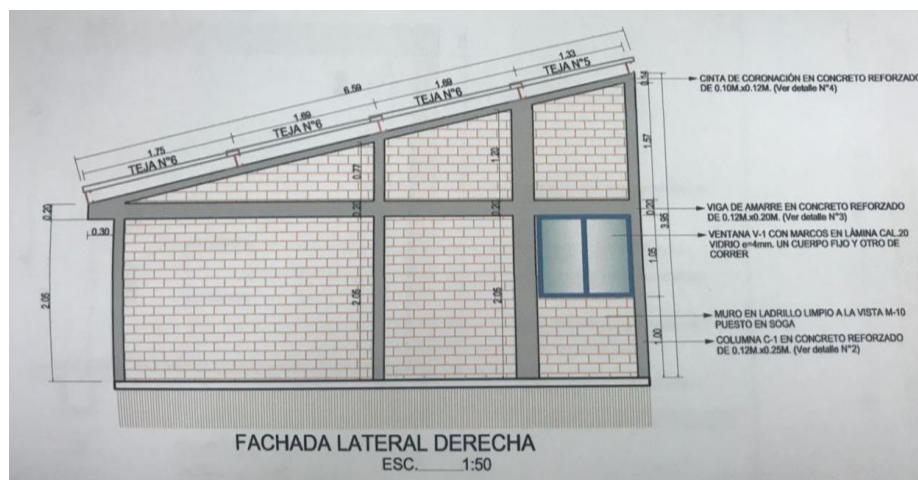 1.33
TEJA N°5
1.69
TEJA N°6
6.59
1.69
TEJA N°6
1.75
TEJA N°6
0.14
CINTA DE CORONACIÓN EN CONCRETO REFORZADO
DE 0.10M.x0.12M. (Ver detalle N°4)
1.57
1.20
0.77
0.20
0.20
0.20
0.20
3.95
VIGA DE AMARRE EN CONCRETO REFORZADO
DE 0.12M.x0.20M. (Ver detalle N°3)
0.30
VENTANA V-1 CON MARCOS EN LÁMINA CAL.20
VIDRIO e=4mm. UN CUERPO FIJO Y OTRO DE
CORRER
1.05
2.05
2.05
2.05
MURO EN LADRILLO LIMPIO A LA VISTA M-10
PUESTO EN SOGA
1.00
COLUMNA C-1 EN CONCRETO REFORZADO
DE 0.12M.x0.25M. (Ver detalle N°2)
FACHADA LATERAL DERECHA
ESC.____1:50